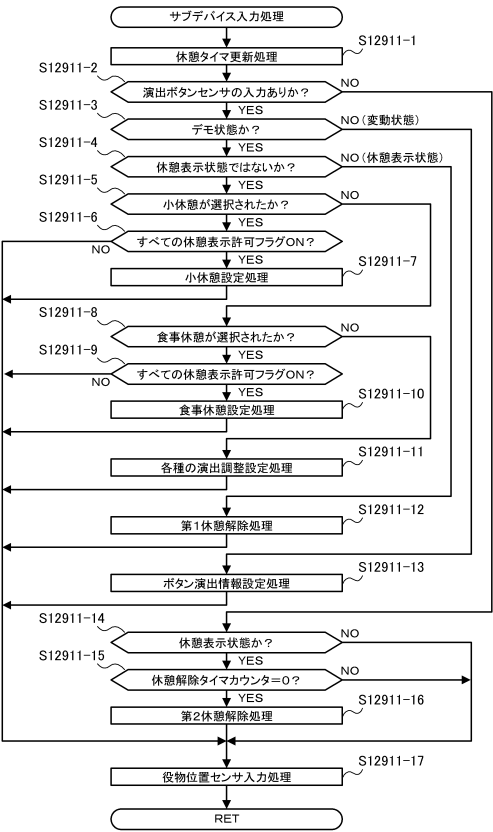 サブデバイス入力処理
S12911-1
休憩タイマ更新処理
S12911-2
演出ボタンセンサの入力ありか？
NO
YES
S12911-3
デモ状態か？
NO（変動状態）
YES
S12911-4
休憩表示状態ではないか？
NO（休憩表示状態）
YES
S12911-5
小休憩が選択されたか？
NO
YES
S12911-6
すべての休憩表示許可フラグON？
NO
YES
S12911-7
小休憩設定処理
S12911-8
食事休憩が選択されたか？
NO
YES
S12911-9
すべての休憩表示許可フラグON？
NO
YES
S12911-10
食事休憩設定処理
S12911-11
各種の演出調整設定処理
S12911-12
第１休憩解除処理
S12911-13
ボタン演出情報設定処理
S12911-14
休憩表示状態か？
NO
YES
S12911-15
休憩解除タイマカウンタ＝０？
NO
YES
S12911-16
第２休憩解除処理
S12911-17
役物位置センサ入力処理
RET